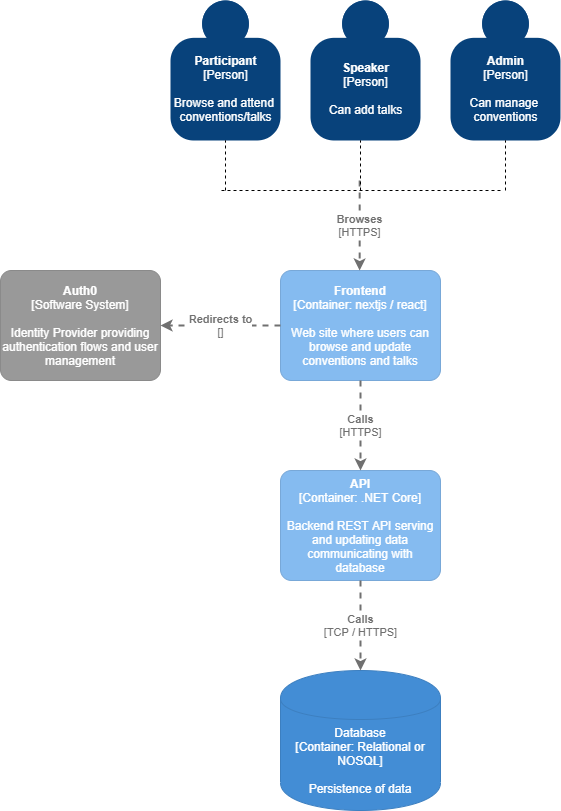 Participant
[Person]
Browse and attend
conventions/talks
Speaker
[Person]
Can add talks
Admin
[Person]
Can manage
conventions
Browses
[HTTPS]
Auth0
[Software System]
Identity Provider providing
authentication flows and user
management
Redirects to
[]
Frontend
[Container: nextjs / react]
Web site where users can
browse and update
conventions and talks
Calls
[HTTPS]
API
[Container: .NET Core]
Backend REST API serving
and updating data
communicating with
database
Calls
[TCP / HTTPS]
Database
[Container: Relational or
NOSQL]
Persistence of data